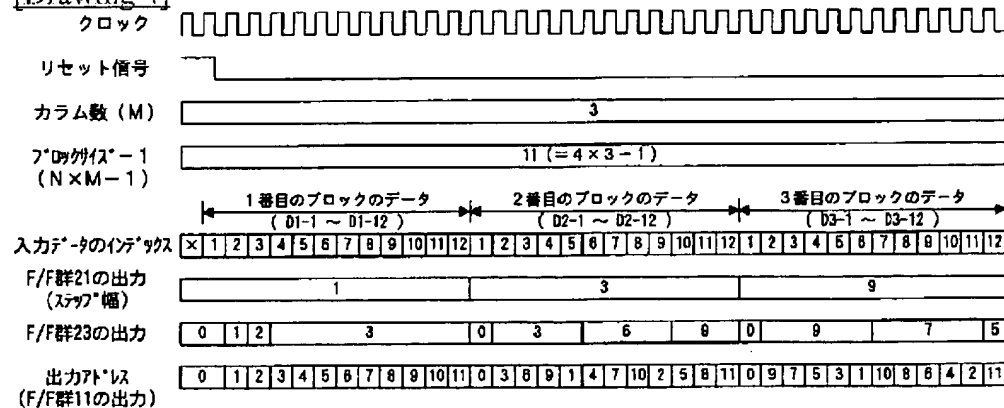 [Drawing 4]
クロック
リセット信号
カラム数 (M)
3
ブロックサイズ-1
(N×M-1)
11 (=4×3-1)
1番目のブロックのデータ
( D1-1 ~ D1-12 )
2番目のブロックのデータ
( D2-1 ~ D2-12 )
3番目のブロックのデータ
( D3-1 ~ D3-12 )
入力データのインデックス × 1 2 3 4 5 6 7 8 9 10 11 12 1 2 3 4 5 6 7 8 9 10 11 12 1 2 3 4 5 6 7 8 9 10 11 12
F/F群21の出力
(ステップ幅)
1 3 9
F/F群23の出力 0 1 2 3 0 3 6 9 0 9 7 5
出力アドレス
(F/F群11の出力)
0 1 2 3 4 5 6 7 8 9 10 11 0 3 6 9 1 4 7 10 2 5 8 11 0 9 7 5 3 1 10 8 6 4 2 11